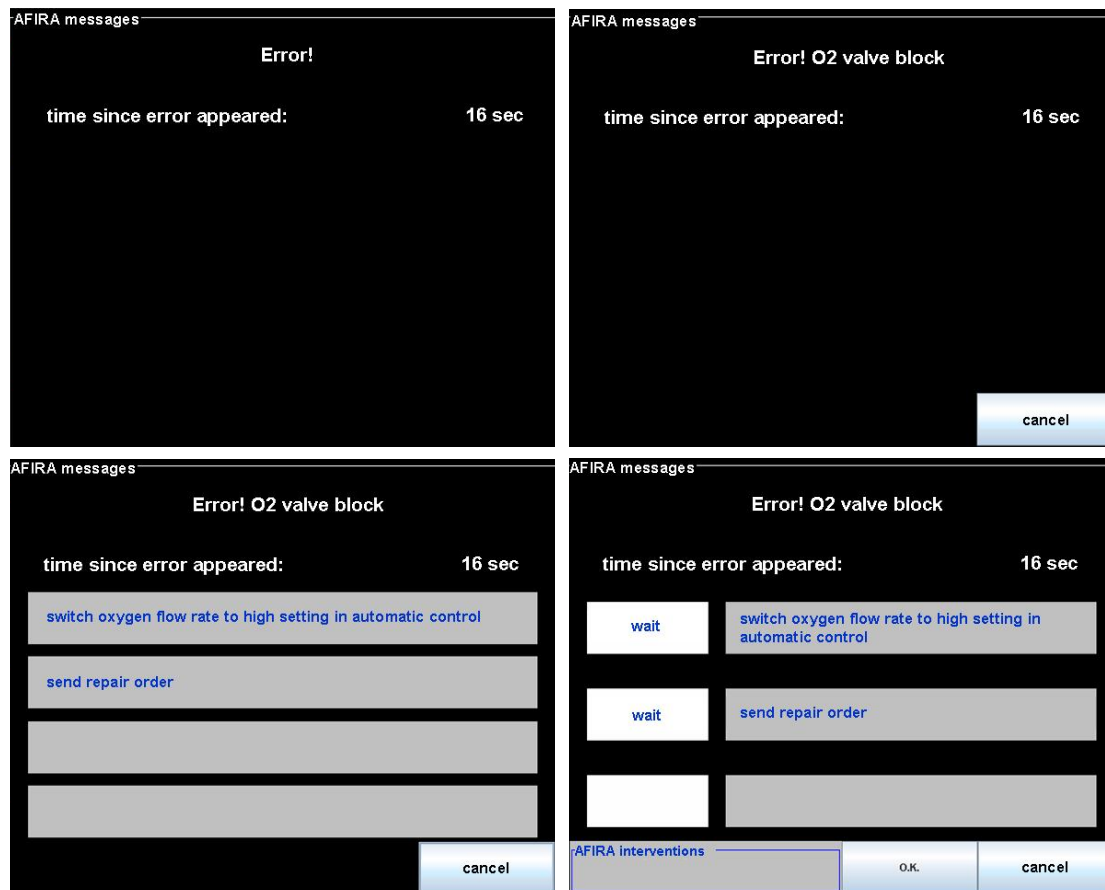 AFIRA messages
Error!
time since error appeared: 16 sec
AFIRA messages
Error! O2 valve block
time since error appeared: 16 sec
cancel
AFIRA messages
Error! O2 valve block
time since error appeared: 16 sec
switch oxygen flow rate to high setting in automatic control
send repair order
cancel
AFIRA messages
Error! O2 valve block
time since error appeared: 16 sec
wait
switch oxygen flow rate to high setting in
automatic control
wait
send repair order
AFIRA interventions
O.K.
cancel